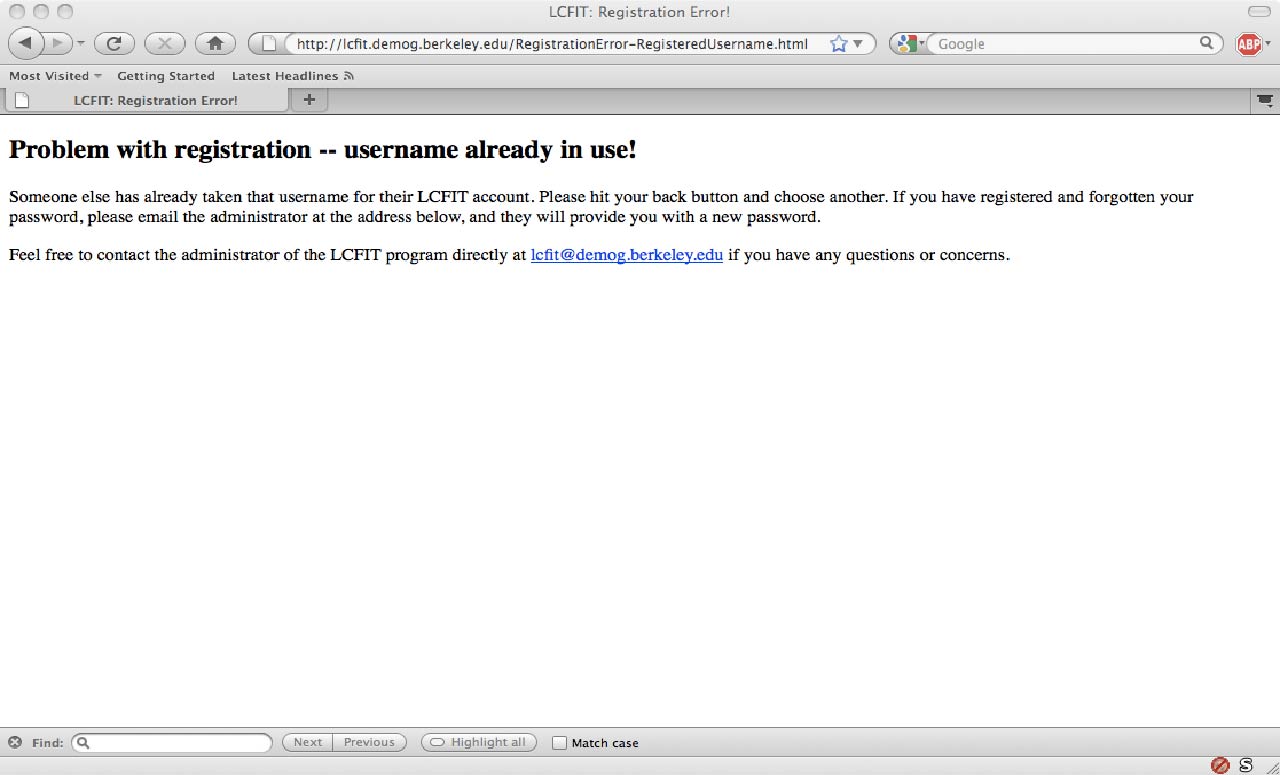 LCFIT: Registration Error!
http://lcfit.demog.berkeley.edu/RegistrationError-RegisteredUsername.html
Google
ABP
Most Visited
Getting Started
Latest Headlines
LCFIT: Registration Error!
Problem with registration -- username already in use!
Someone else has already taken that username for their LCFIT account. Please hit your back button and choose another. If you have registered and forgotten your
password, please email the administrator at the address below, and they will provide you with a new password.
Feel free to contact the administrator of the LCFIT program directly at lcfit@demog.berkeley.edu if you have any questions or concerns.
Find:
Next
Previous
Highlight all
Match case
S